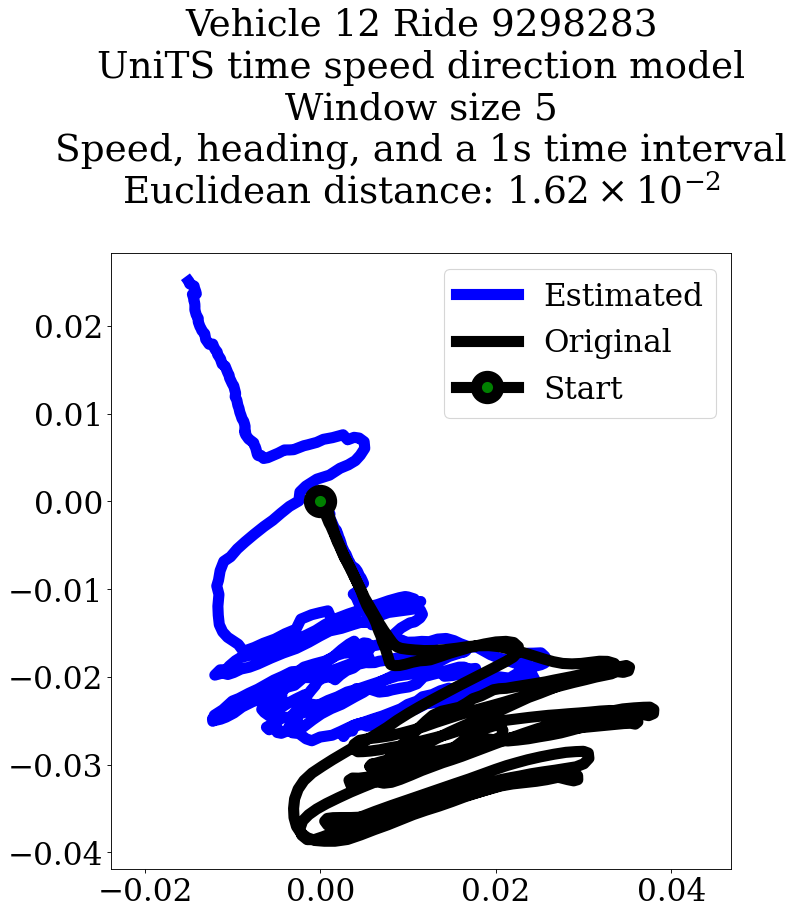 Vehicle 12 Ride 9298283
UniTS time speed direction model
Window size 5
Speed, heading, and a 1s time interval
Euclidean distance: 1.62 × 10⁻²
Estimated
Original
Start
0.02
0.01
0.00
−0.01
−0.02
−0.03
−0.04
−0.02 0.00 0.02 0.04